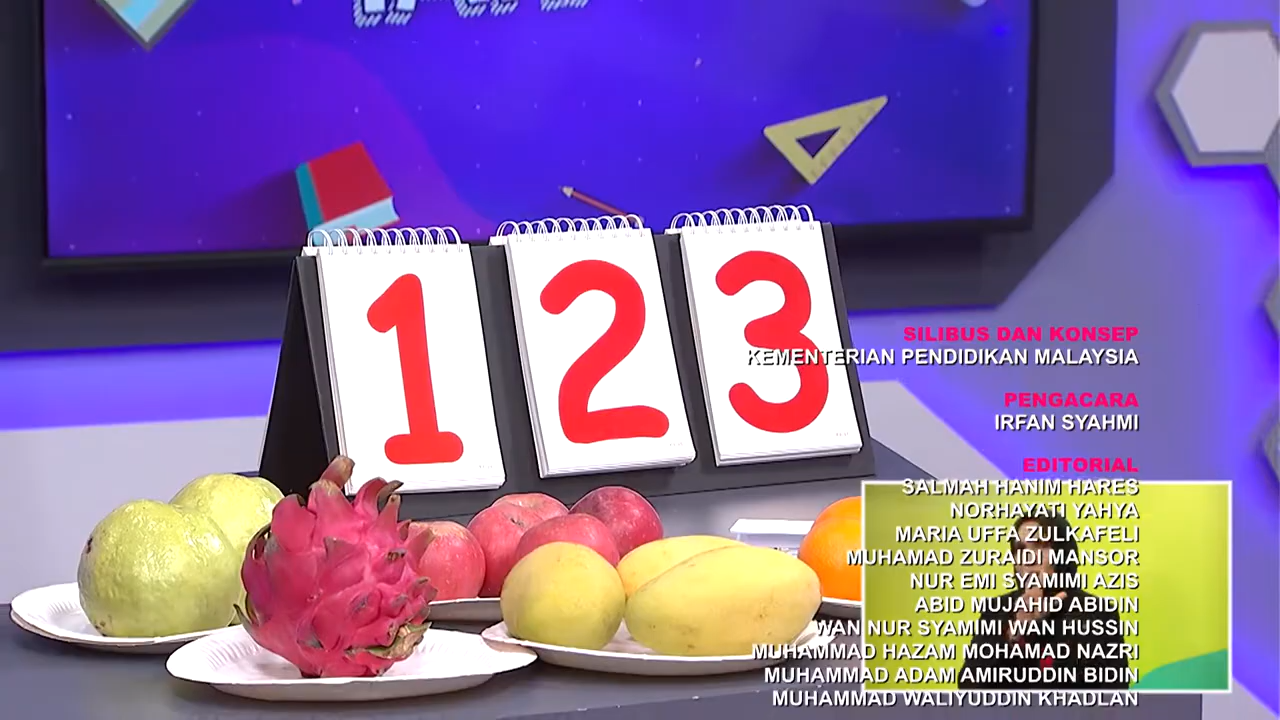 1 2 3
SILIBUS DAN KONSEP
KEMENTERIAN PENDIDIKAN MALAYSIA
PENGACARA
IRFAN SYAHMI
EDITORIAL
SALMAH HANIM HARES
NORHAYATI YAHYA
MARIA UFFA ZULKAFELI
MUHAMAD ZURAIDI MANSOR
NUR EMI SYAMIMI AZIS
ABID MUJAHID ABIDIN
WAN NUR SYAMIMI WAN HUSSIN
MUHAMMAD HAZAM MOHAMAD NAZRI
MUHAMMAD ADAM AMIRUDDIN BIDIN
MUHAMMAD WALIYUDDIN KHADLAN